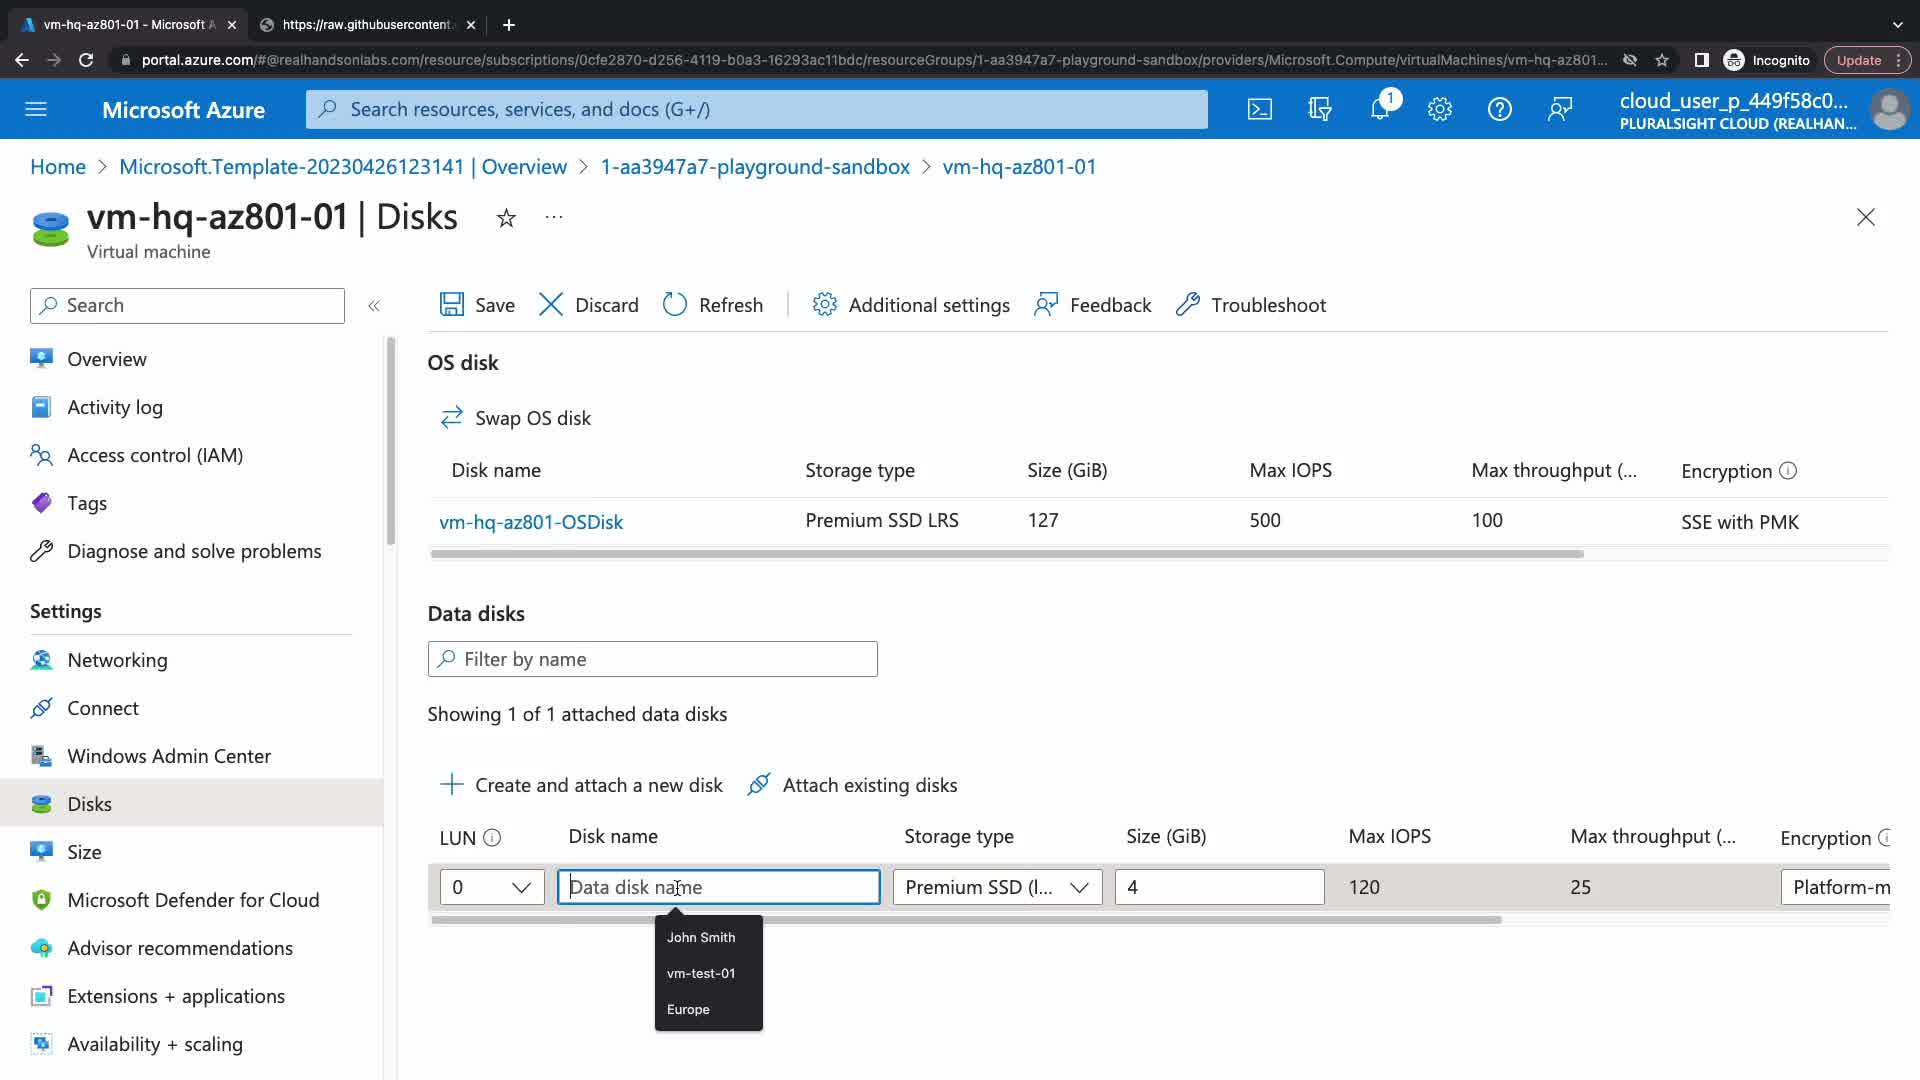 vm-hq-az801-01 - Microsoft A
https://raw.githubusercontent.
portal.azure.com/#@realhandsonlabs.com/resource/subscriptions/0cfe2870-d256-4119-b0a3-16293ac11bdc/resourceGroups/1-aa3947a7-playground-sandbox/providers/Microsoft.Compute/virtualMachines/vm-hq-az801...
Incognito
Update
Microsoft Azure
Search resources, services, and docs (G+/)
1
cloud_user_p_449f58c0...
PLURALSIGHT CLOUD (REALHAN...
Home > Microsoft.Template-20230426123141 | Overview > 1-aa3947a7-playground-sandbox > vm-hq-az801-01
vm-hq-az801-01 | Disks
Virtual machine
Search
Overview
Activity log
Access control (IAM)
Tags
Diagnose and solve problems
Settings
Networking
Connect
Windows Admin Center
Disks
Size
Microsoft Defender for Cloud
Advisor recommendations
Extensions + applications
Availability + scaling
Save Discard Refresh Additional settings Feedback Troubleshoot
OS disk
Swap OS disk
Disk name Storage type Size (GiB) Max IOPS Max throughput (... Encryption
vm-hq-az801-OSDisk Premium SSD LRS 127 500 100 SSE with PMK
Data disks
Filter by name
Showing 1 of 1 attached data disks
Create and attach a new disk Attach existing disks
LUN Disk name Storage type Size (GiB) Max IOPS Max throughput (... Encryption
0 Data disk name Premium SSD (l... 4 120 25 Platform-m
John Smith
vm-test-01
Europe